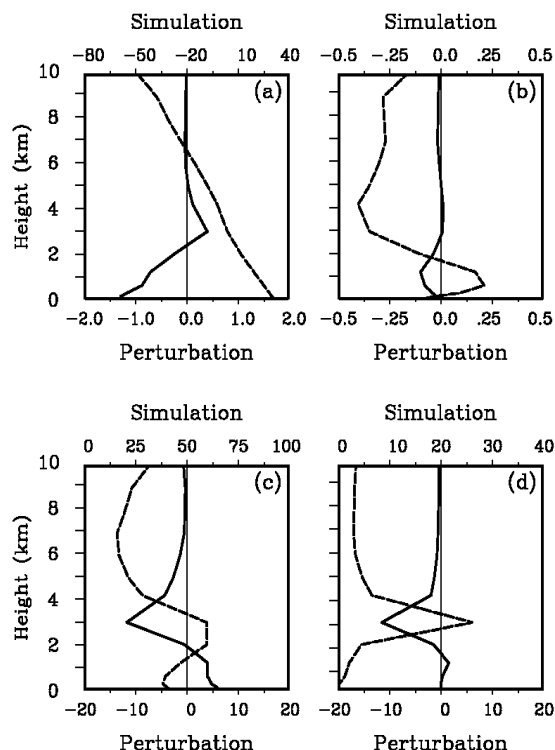 Simulation Simulation
-80 -50 -20 10 30 -0.5 -.25 0.0 .25 0.5
10 10
8 (a) 8 (b)
Height (km)
6 6
4 4
2 2
0 0
-2.0 -1.0 0.0 1.0 2.0 -0.5 -.25 0.0 .25 0.5
Perturbation Perturbation
Simulation Simulation
0 25 50 75 100 0 10 20 30 40
10 10
(c) (d)
8 8
Height (km)
6 6
4 4
2 2
0 0
-20 -10 0 10 20 -20 -10 0 10 20
Perturbation Perturbation